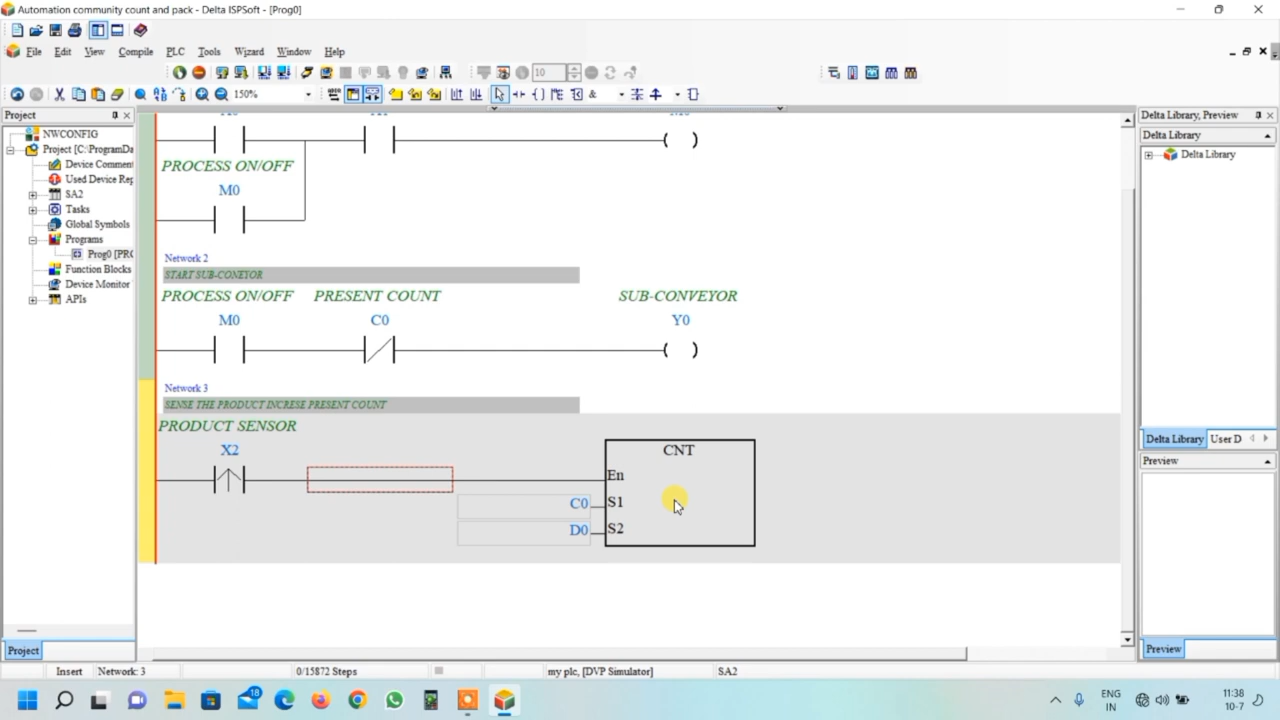 Automation community count and pack - Delta ISPSoft - [Prog0]
File Edit View Compile PLC Tools Wizard Window Help
10
150%
&
Project
NWCONFIG
Project [C:\ProgramDa
Device Comment
Used Device Rep
SA2
Tasks
Global Symbols
Programs
Prog0 [PRG
Function Blocks
Device Monitor
APIs
Project
PROCESS ON/OFF
M0
Network 2
START SUB-CONEYOR
PROCESS ON/OFF PRESENT COUNT SUB-CONVEYOR
M0 C0 Y0
Network 3
SENSE THE PRODUCT INCRESE PRESENT COUNT
PRODUCT SENSOR
X2
CNT
En
C0 S1
D0 S2
Delta Library, Preview
Delta Library
Delta Library
Delta Library User D
Preview
Preview
Insert Network: 3 0/15872 Steps my plc, [DVP Simulator] SA2
18
ENG
IN
11:38
10-7